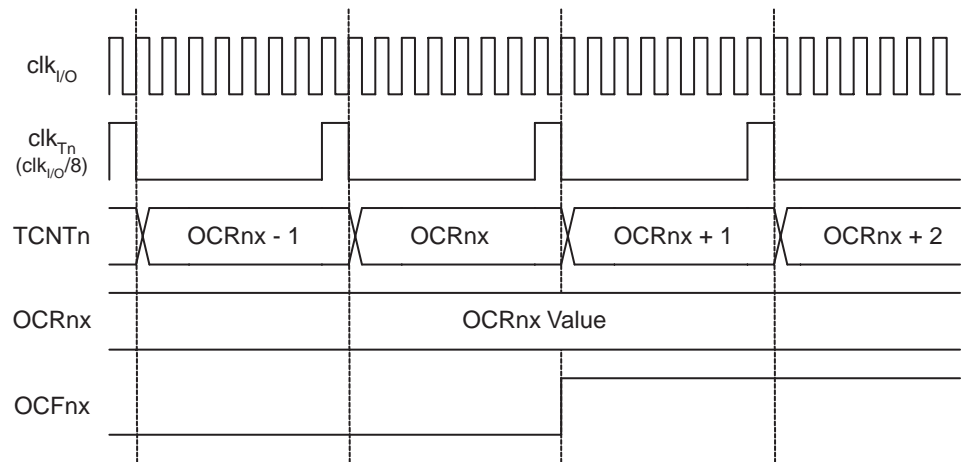 clkI/O
clkTn
(clkI/O/8)
TCNTn
OCRnx - 1
OCRnx
OCRnx + 1
OCRnx + 2
OCRnx
OCRnx Value
OCFnx